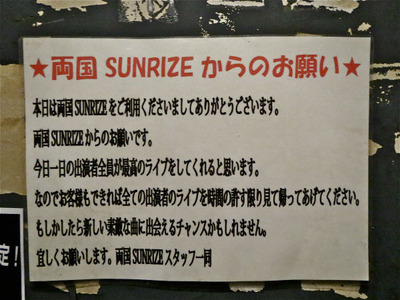 ★両国 SUNRIZE からのお願い★
本日は両国 SUNRIZE をご利用くださいましてありがとうございます。
両国 SUNRIZE からのお願いです。
今日一日の出演者全員が最高のライブをしてくれると思います。
なのでお客様もできれば全ての出演者のライブを時間の許す限り見て帰ってあげてください。
もしかしたら新しい素敵な曲に出会えるチャンスかもしれません。
宜しくお願いします。両国 SUNRIZE スタッフ一同
定！